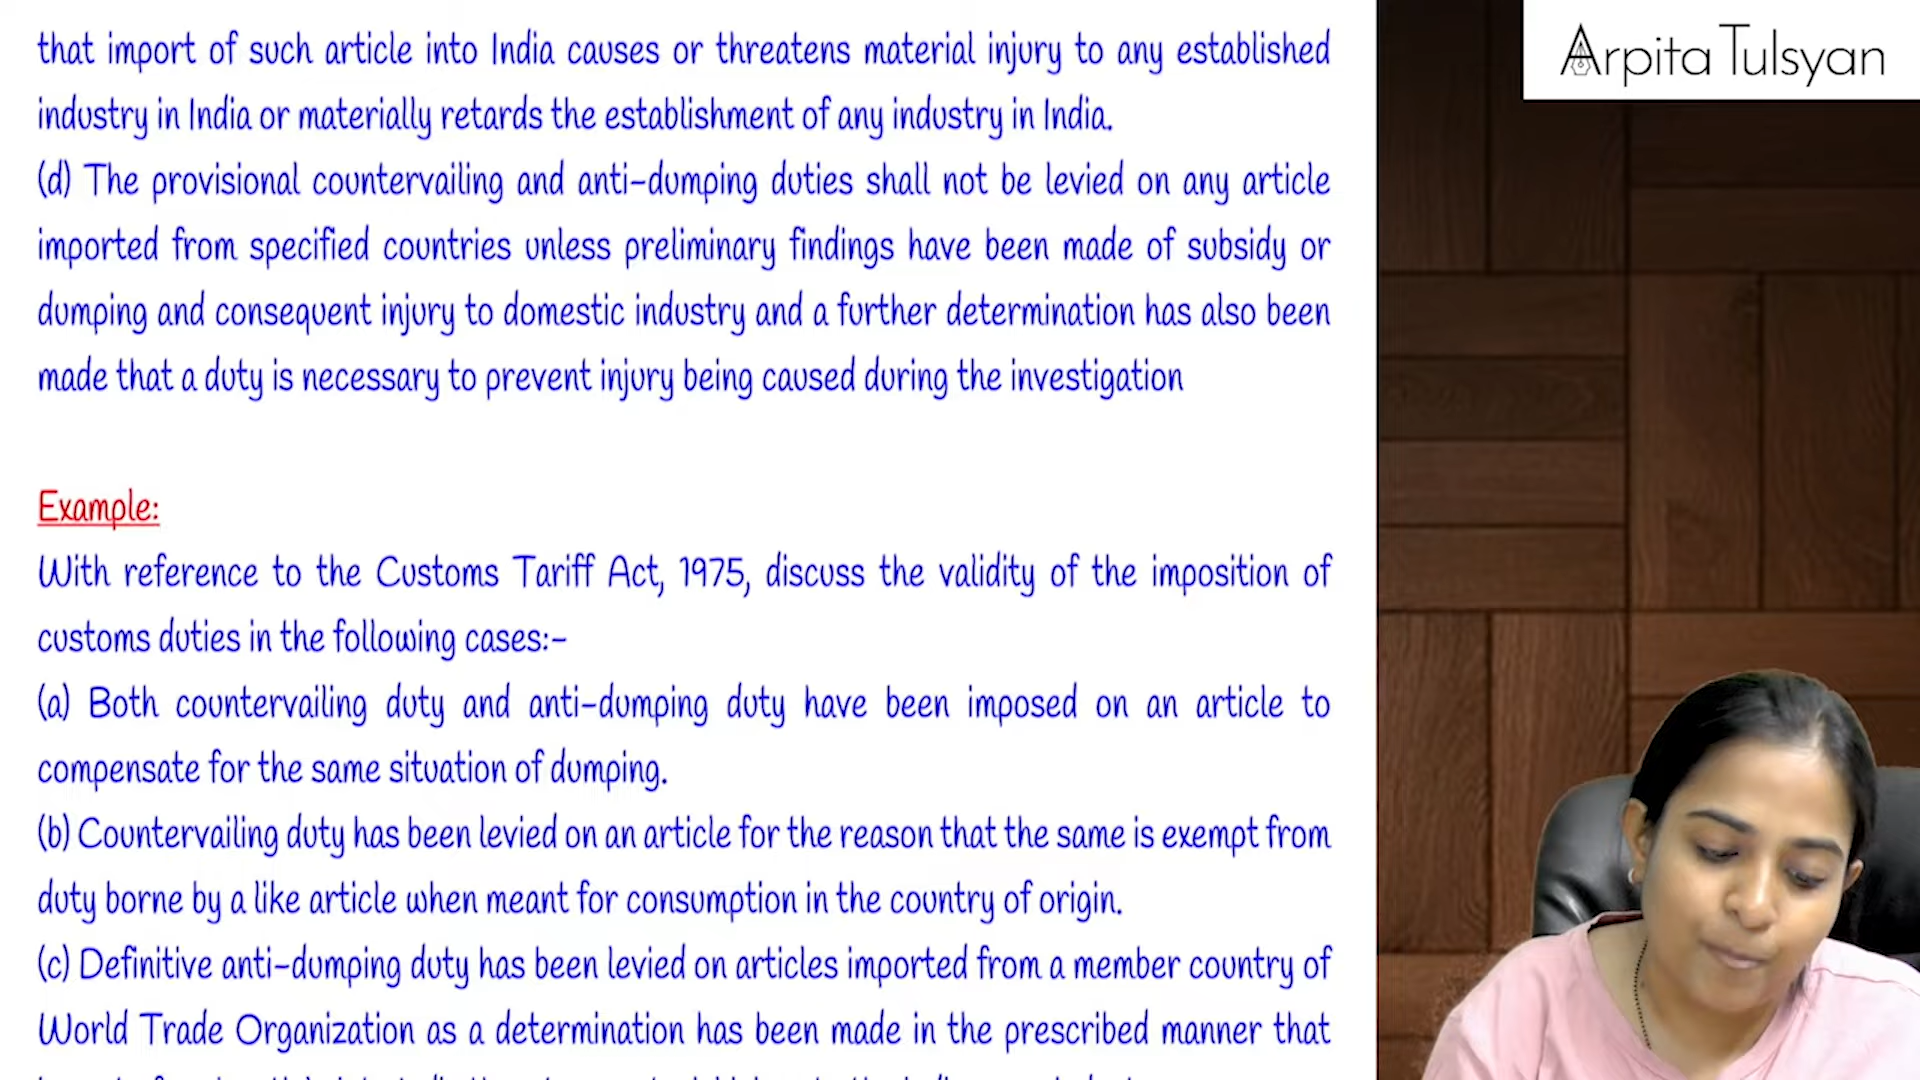 that import of such article into India causes or threatens material injury to any established
industry in India or materially retards the establishment of any industry in India.
(d) The provisional countervailing and anti-dumping duties shall not be levied on any article
imported from specified countries unless preliminary findings have been made of subsidy or
dumping and consequent injury to domestic industry and a further determination has also been
made that a duty is necessary to prevent injury being caused during the investigation
Example:
With reference to the Customs Tariff Act, 1975, discuss the validity of the imposition of
customs duties in the following cases:-
(a) Both countervailing duty and anti-dumping duty have been imposed on an article to
compensate for the same situation of dumping.
(b) Countervailing duty has been levied on an article for the reason that the same is exempt from
duty borne by a like article when meant for consumption in the country of origin.
(c) Definitive anti-dumping duty has been levied on articles imported from a member country of
World Trade Organization as a determination has been made in the prescribed manner that
Arpita Tulsyan